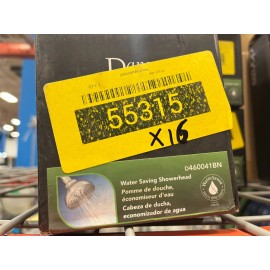 55315
X16
D460041BN
Water Saving Showerhead
Pomme de douche,
économiseur d'eau
Cabeza de ducha,
economizador de agua